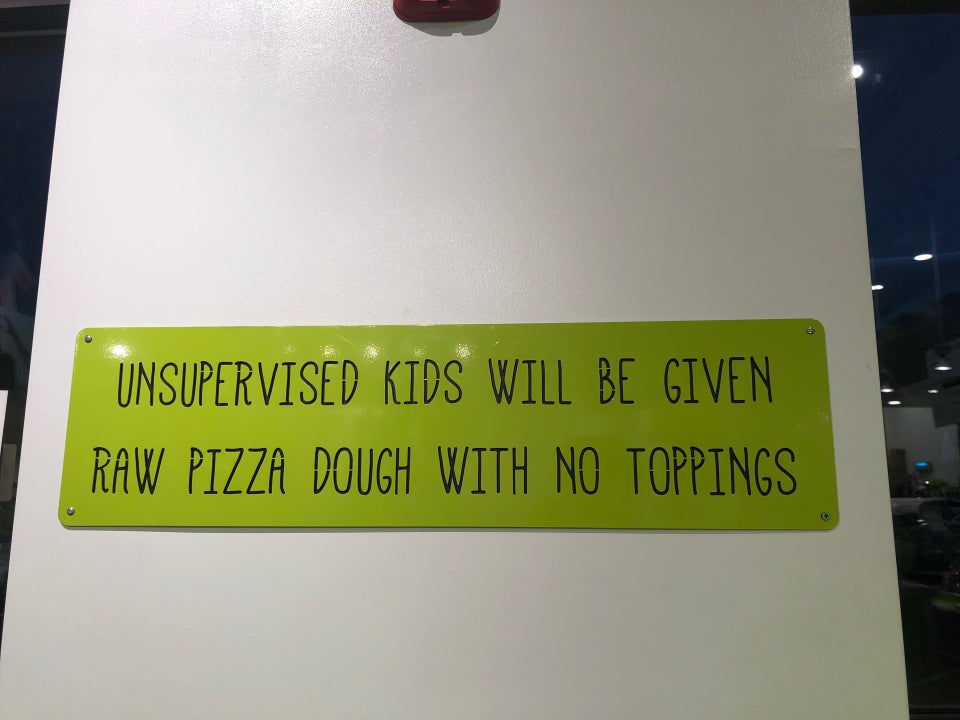 UNSUPERVISED KIDS WILL BE GIVEN
RAW PIZZA DOUGH WITH NO TOPPINGS